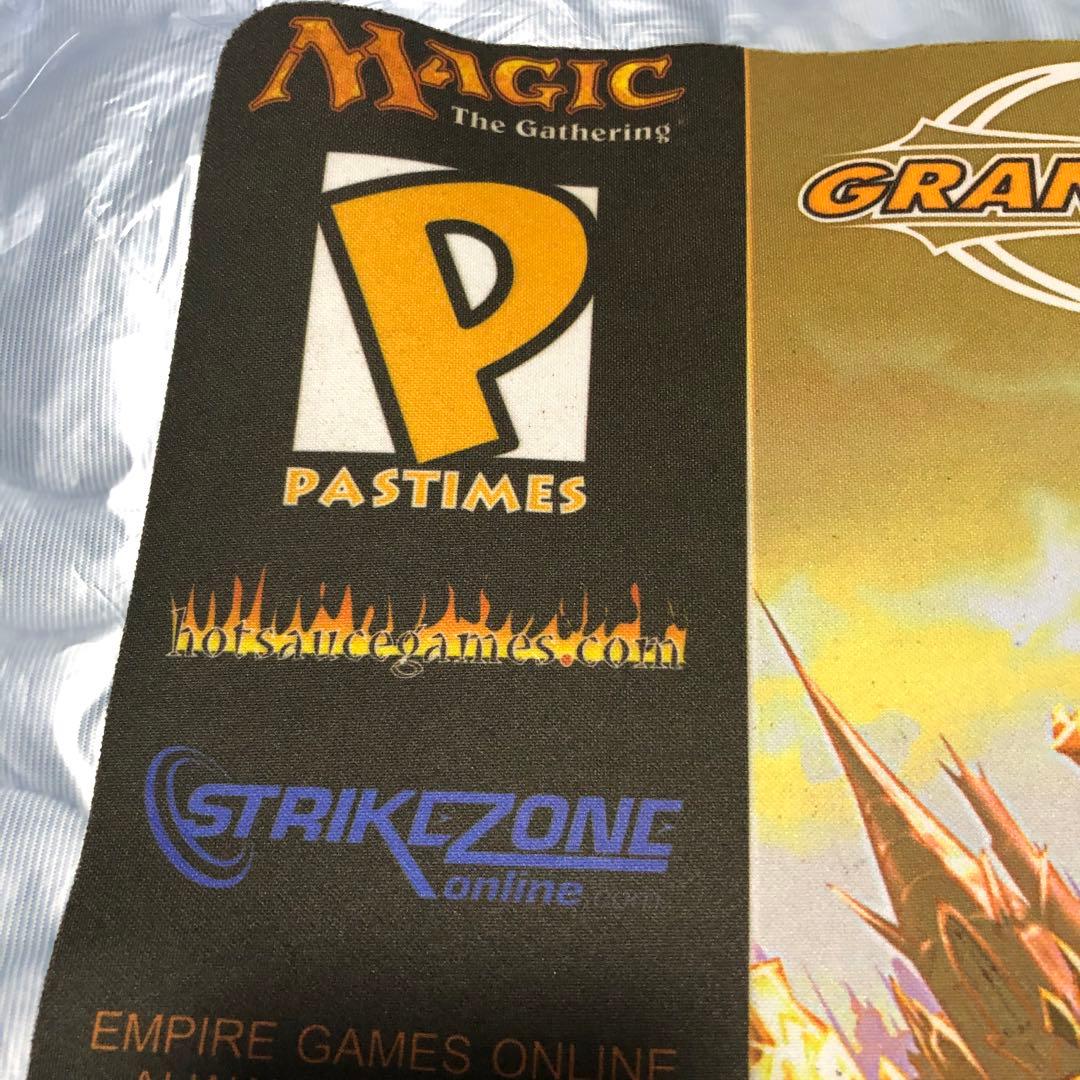 MAGIC
The Gathering
P
PASTIMES
hotsaucegames.com
STRIKEZONE
online.com
EMPIRE GAMES ONLINE
GRAN